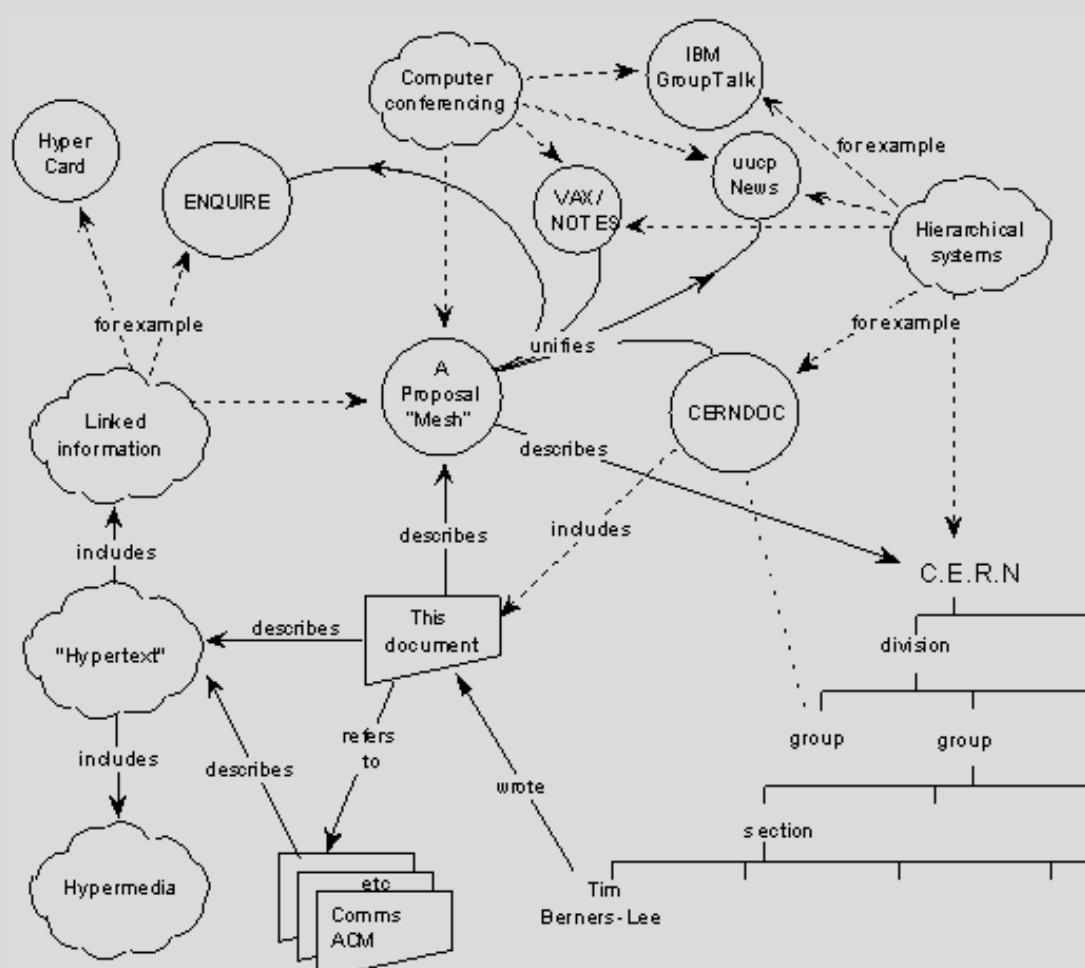 IBM
GroupTalk
Computer
conferencing
Hyper
Card
for example
uucp
News
ENQUIRE
VAX/
NOTES
Hierarchical
systems
for example
for example
unifies
A
Proposal
"Mesh"
CERNDOC
Linked
information
describes
includes
describes
includes
C.E.R.N
This
document
describes
"Hypertext"
division
refers
to
group
group
includes
describes
wrote
section
Hypermedia
etc
Comms
ACM
Tim
Berners-Lee